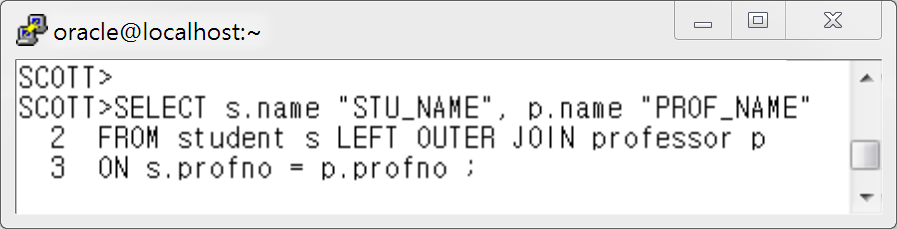 oracle@localhost:~
SCOTT>
SCOTT>SELECT s.name "STU_NAME", p.name "PROF_NAME"
  2  FROM student s LEFT OUTER JOIN professor p
  3  ON s.profno = p.profno ;